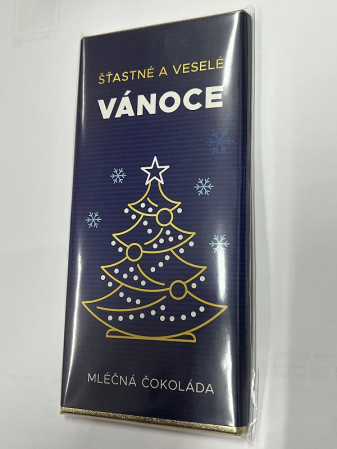 ŠŤASTNÉ A VESELÉ
VÁNOCE
MLÉČNÁ ČOKOLÁDA